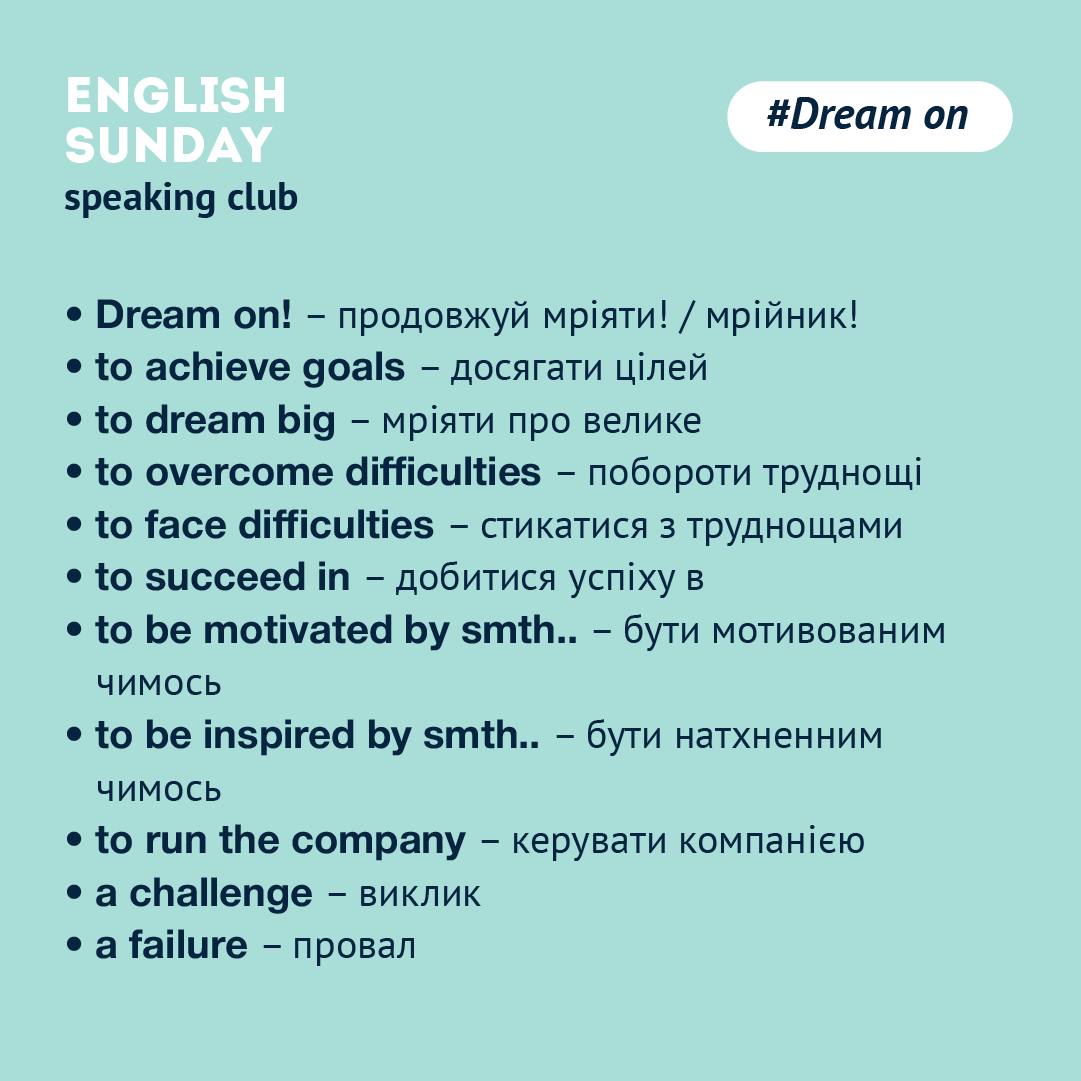 ENGLISH
SUNDAY
speaking club
#Dream on
• Dream on! – продовжуй мріяти! / мрійник!
• to achieve goals – досягати цілей
• to dream big – мріяти про велике
• to overcome difficulties – побороти труднощі
• to face difficulties – стикатися з труднощами
• to succeed in – добитися успіху в
• to be motivated by smth.. – бути мотивованим
чимось
• to be inspired by smth.. – бути натхненним
чимось
• to run the company – керувати компанією
• a challenge – виклик
• a failure – провал